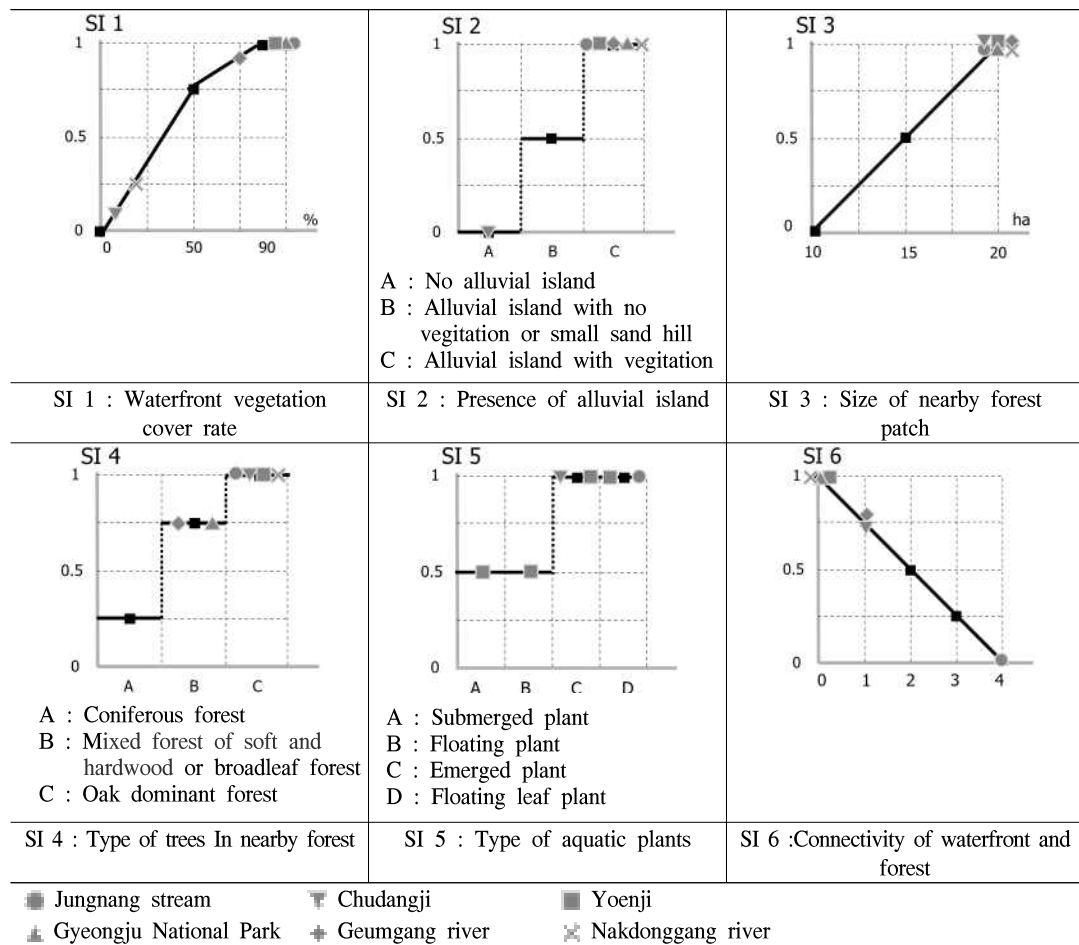 SI 1
1
0.5
0
%
0
50
90
SI 2
1
0.5
0
A
B
C
A : No alluvial island
B : Alluvial island with no
vegitation or small sand hill
C : Alluvial island with vegitation
SI 3
1
0.5
0
ha
10
15
20
SI 1 : Waterfront vegetation
cover rate
SI 2 : Presence of alluvial island
SI 3 : Size of nearby forest
patch
SI 4
1
0.5
0
A
B
C
A : Coniferous forest
B : Mixed forest of soft and
hardwood or broadleaf forest
C : Oak dominant forest
SI 5
1
0.5
0
A
B
C
D
A : Submerged plant
B : Floating plant
C : Emerged plant
D : Floating leaf plant
SI 6
1
0.5
0
0
1
2
3
4
SI 4 : Type of trees In nearby forest
SI 5 : Type of aquatic plants
SI 6 :Connectivity of waterfront and
forest
Jungnang stream
Chudangji
Yoenji
Gyeongju National Park
Geumgang river
Nakdonggang river